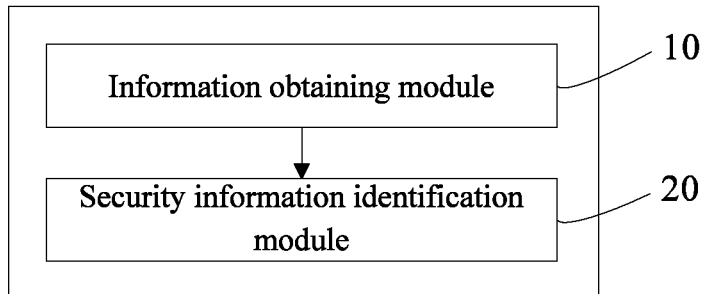 Information obtaining module
10
Security information identification
module
20